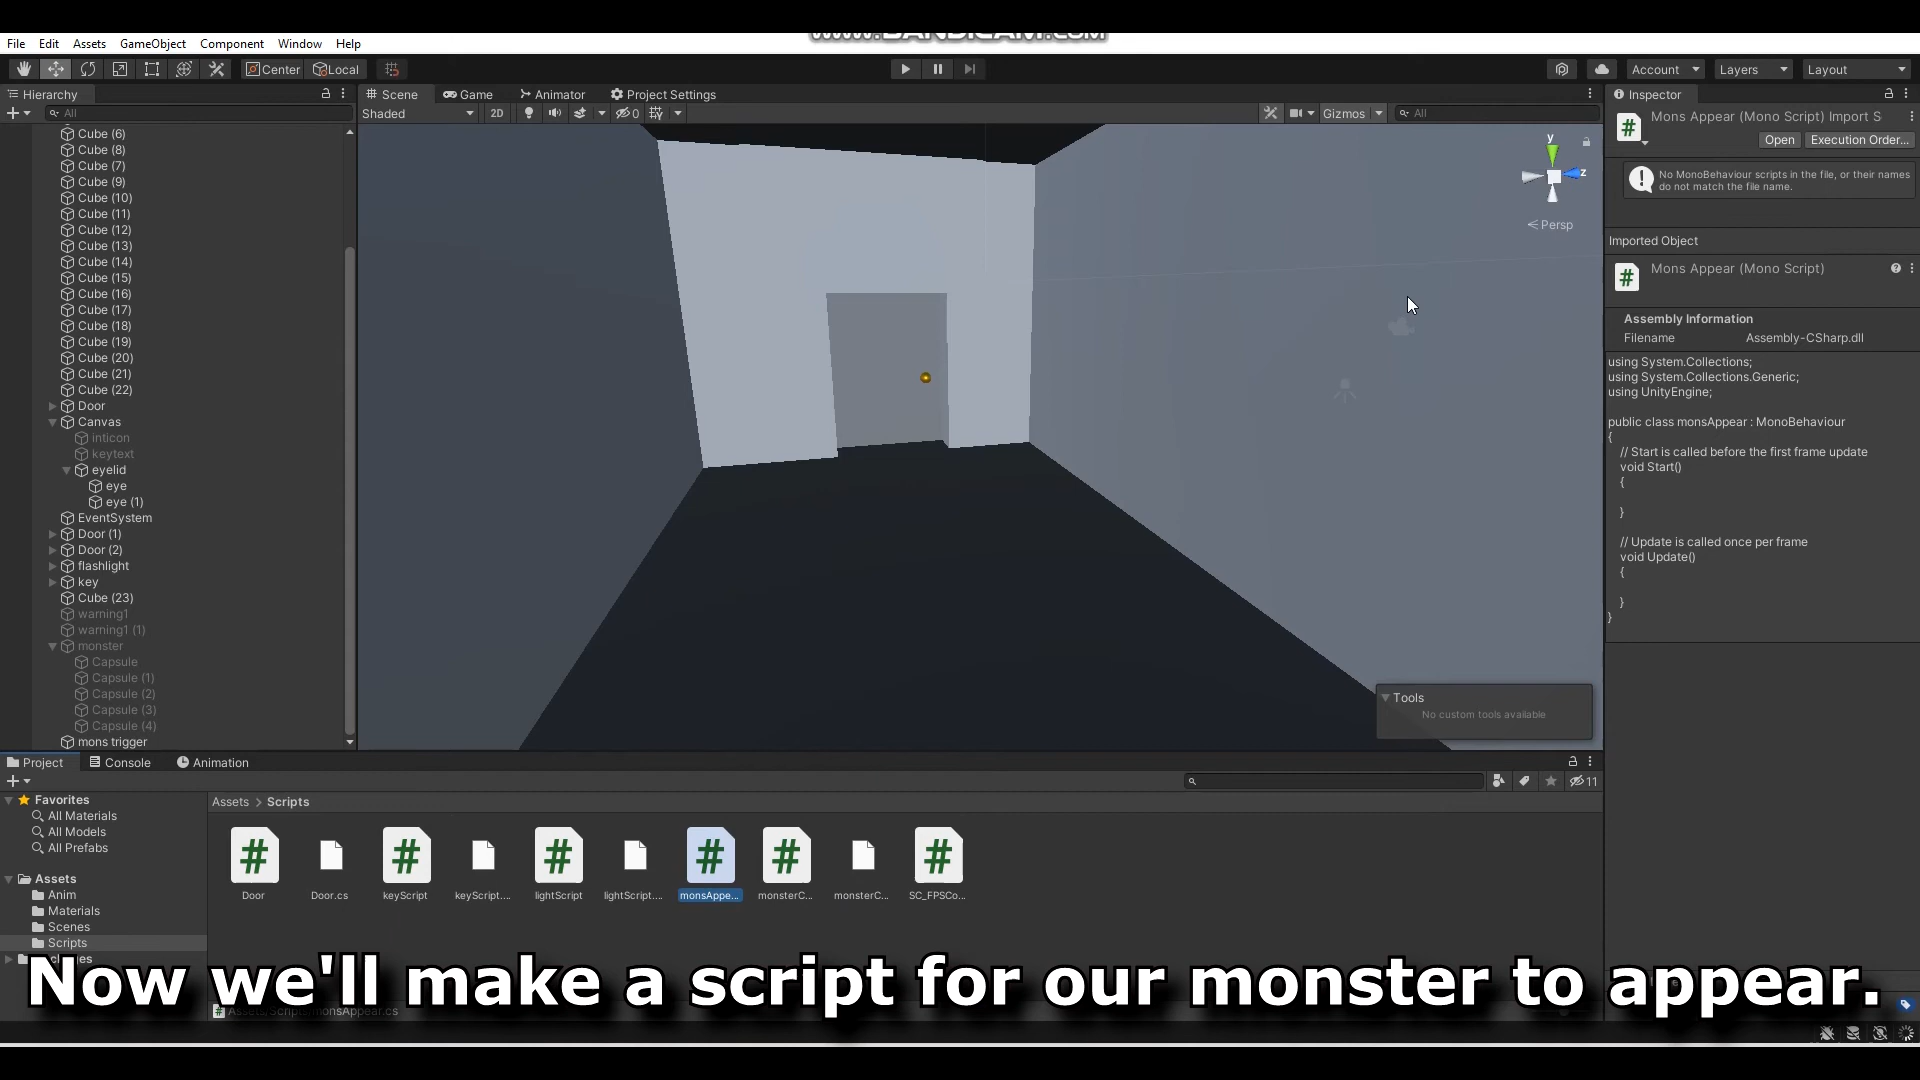 www.BANDICAM.com
File Edit Assets GameObject Component Window Help
Center Local Account Layers Layout
Hierarchy
All
Cube (6)
Cube (8)
Cube (7)
Cube (9)
Cube (10)
Cube (11)
Cube (12)
Cube (13)
Cube (14)
Cube (15)
Cube (16)
Cube (17)
Cube (18)
Cube (19)
Cube (20)
Cube (21)
Cube (22)
Door
Canvas
inticon
keytext
eyelid
eye
eye (1)
EventSystem
Door (1)
Door (2)
flashlight
key
Cube (23)
warning1
warning1 (1)
monster
Capsule
Capsule (1)
Capsule (2)
Capsule (3)
Capsule (4)
mons trigger
Scene Game Animator Project Settings
Shaded 2D 0 Gizmos All
y
z
Persp
Tools
No custom tools available
Inspector
Mons Appear (Mono Script) Import S
Open Execution Order...
No MonoBehaviour scripts in the file, or their names
do not match the file name.
Imported Object
Mons Appear (Mono Script)
Assembly Information
Filename Assembly-CSharp.dll
using System.Collections;
using System.Collections.Generic;
using UnityEngine;
public class monsAppear : MonoBehaviour
{
// Start is called before the first frame update
void Start()
{
}
// Update is called once per frame
void Update()
{
}
}
Project Console Animation
11
Favorites
All Materials
All Models
All Prefabs
Assets
Anim
Materials
Scenes
Scripts
Assets > Scripts
Door Door.cs keyScript keyScript.... lightScript lightScript.... monsAppe... monsterC... monsterC... SC_FPSCo...
Now we'll make a script for our monster to appear.
Assets/Scripts/monsAppear.cs